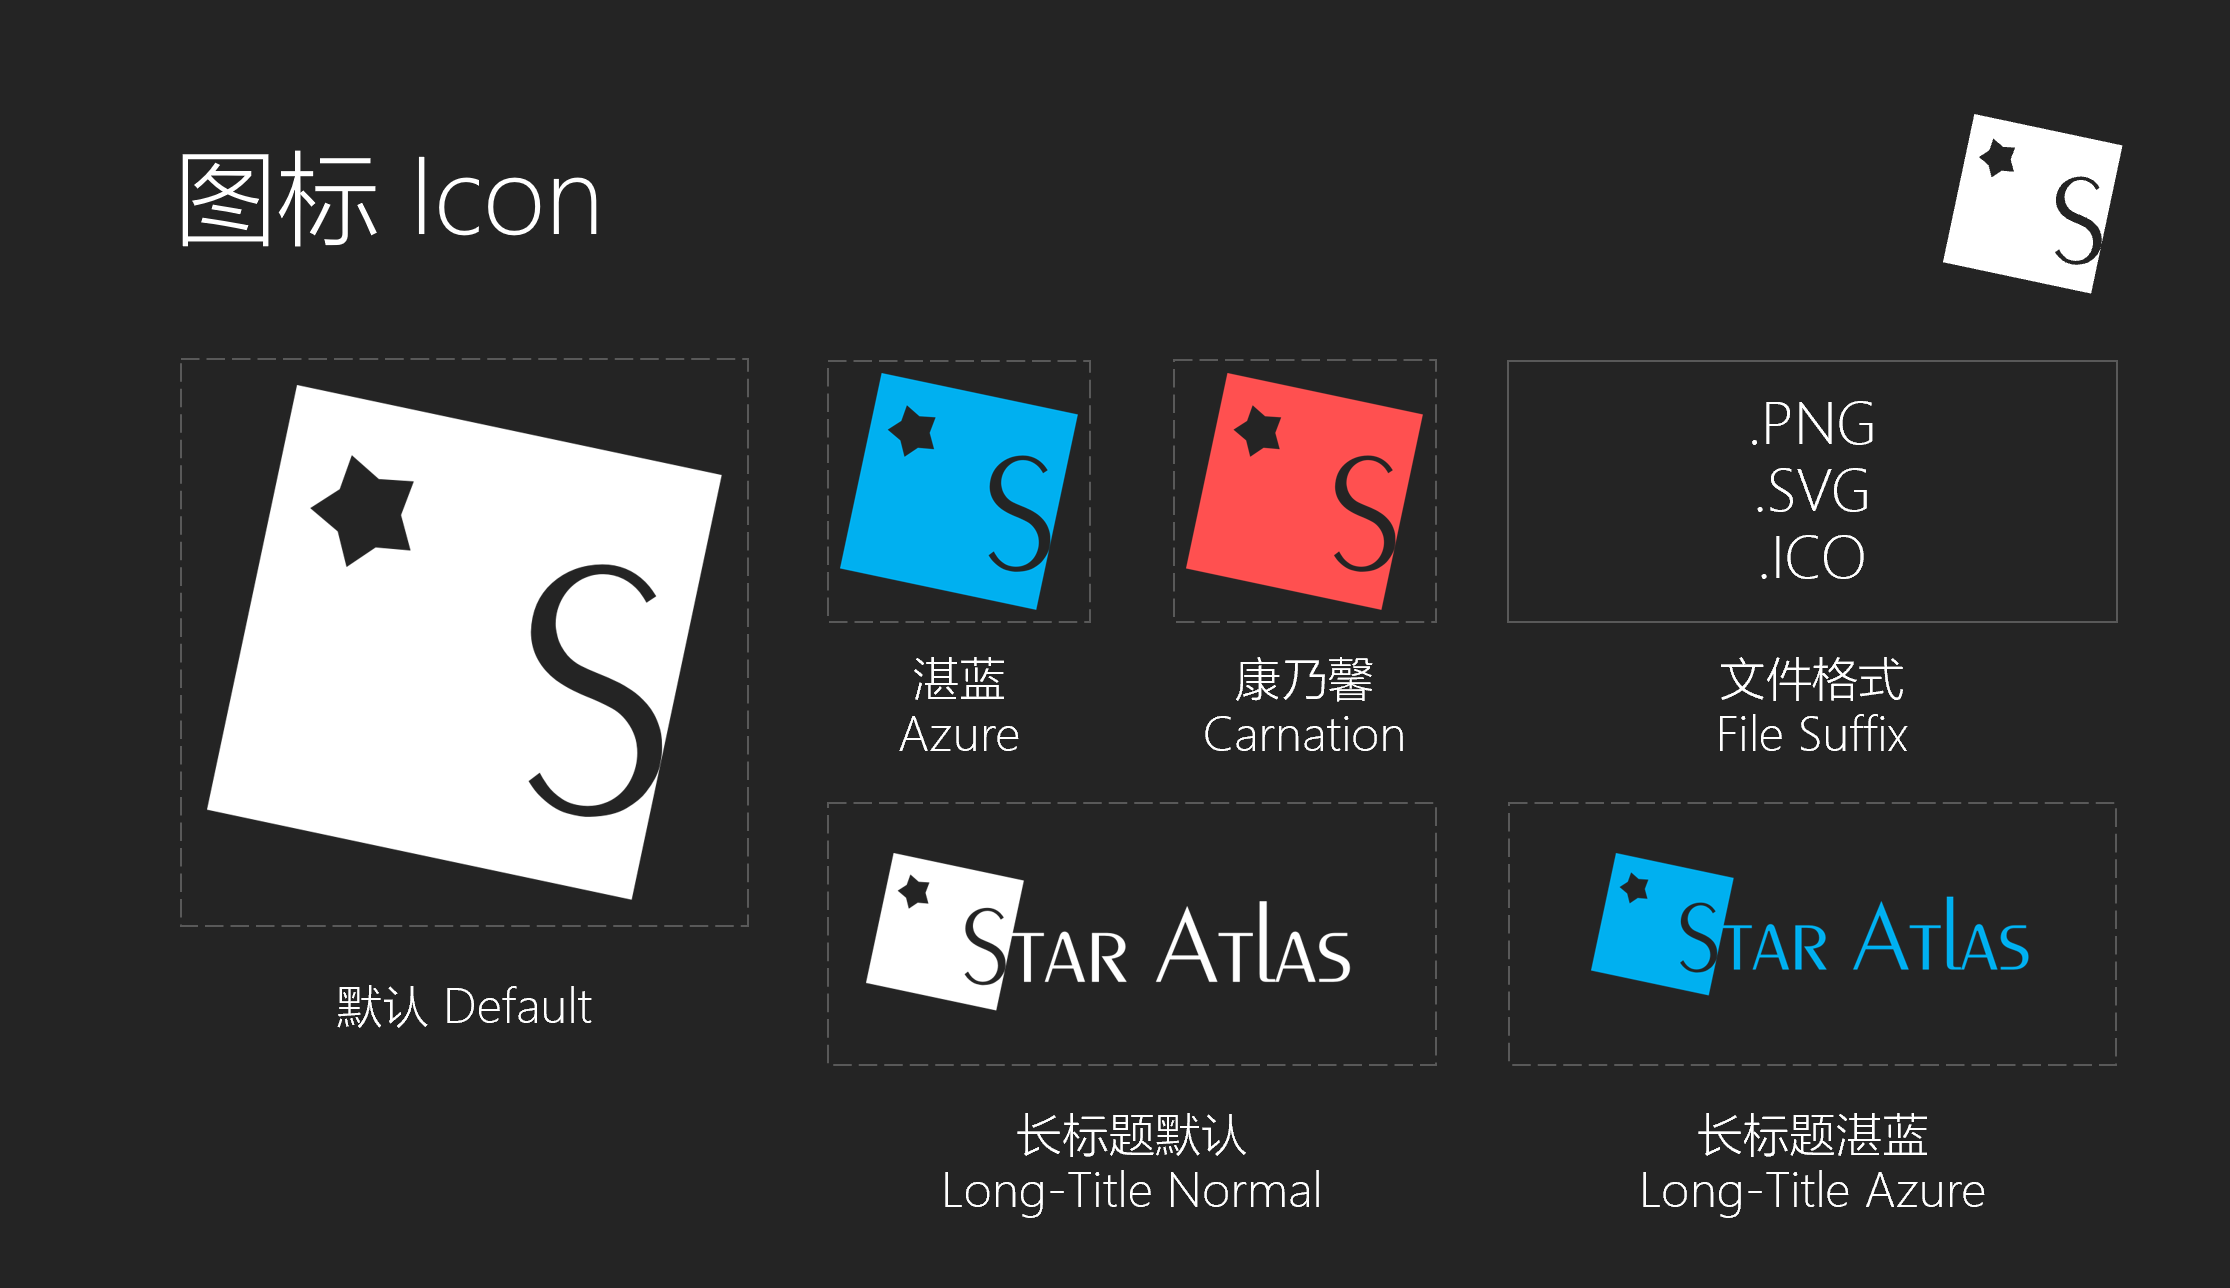 图标 Icon
S
S
S
S
.PNG
.SVG
.ICO
湛蓝
Azure
康乃馨
Carnation
文件格式
File Suffix
STAR ATLAS
STAR ATLAS
默认 Default
长标题默认
Long-Title Normal
长标题湛蓝
Long-Title Azure